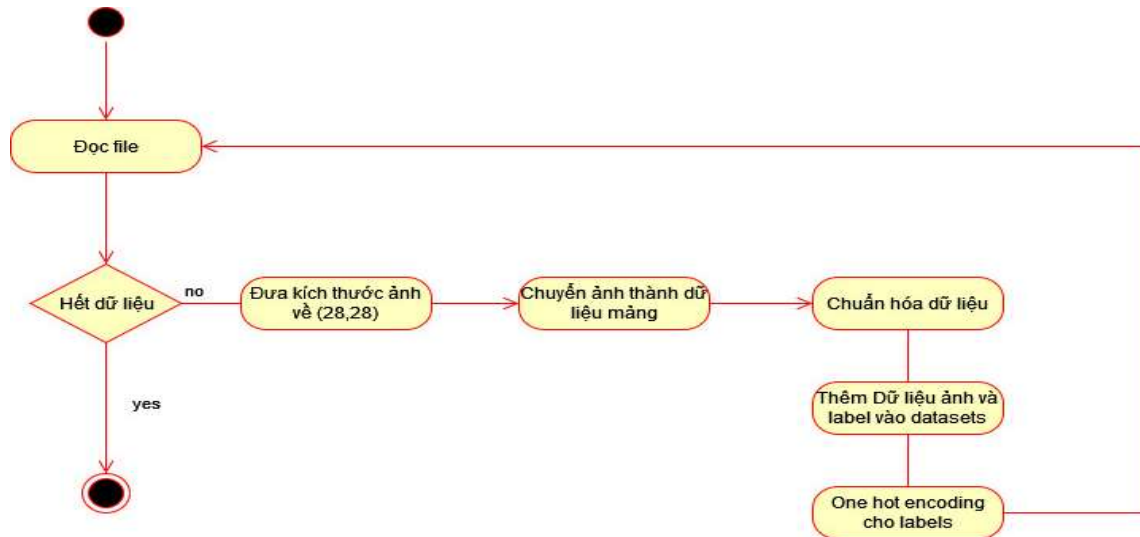 Đọc file
Hết dữ liệu
no
Đưa kích thước ảnh
về (28,28)
Chuyển ảnh thành dữ
liệu mảng
Chuẩn hóa dữ liệu
yes
Thêm Dữ liệu ảnh và
label vào datasets
One hot encoding
cho labels